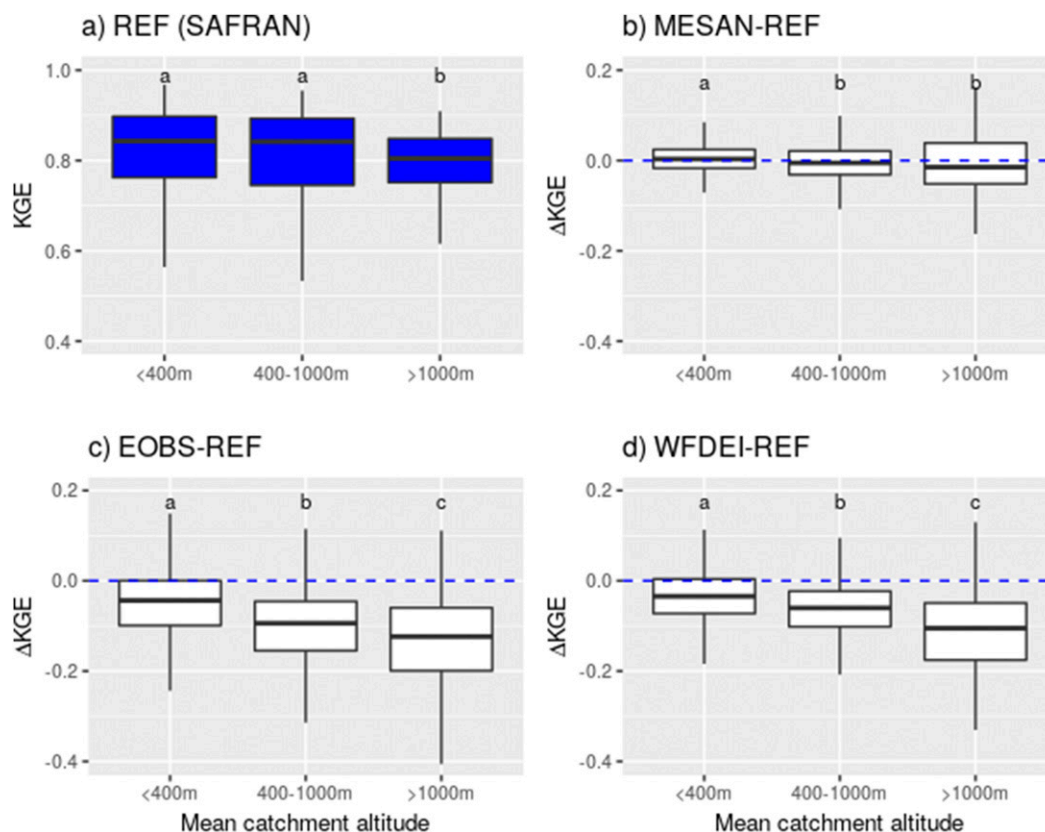 a) REF (SAFRAN)
KGE
1.0
0.8
0.6
0.4
a a b
<400m 400-1000m >1000m
b) MESAN-REF
ΔKGE
0.2
0.0
-0.2
-0.4
a b b
<400m 400-1000m >1000m
c) EOBS-REF
ΔKGE
0.2
0.0
-0.2
-0.4
a b c
<400m 400-1000m >1000m
Mean catchment altitude
d) WFDEI-REF
ΔKGE
0.2
0.0
-0.2
-0.4
a b c
<400m 400-1000m >1000m
Mean catchment altitude